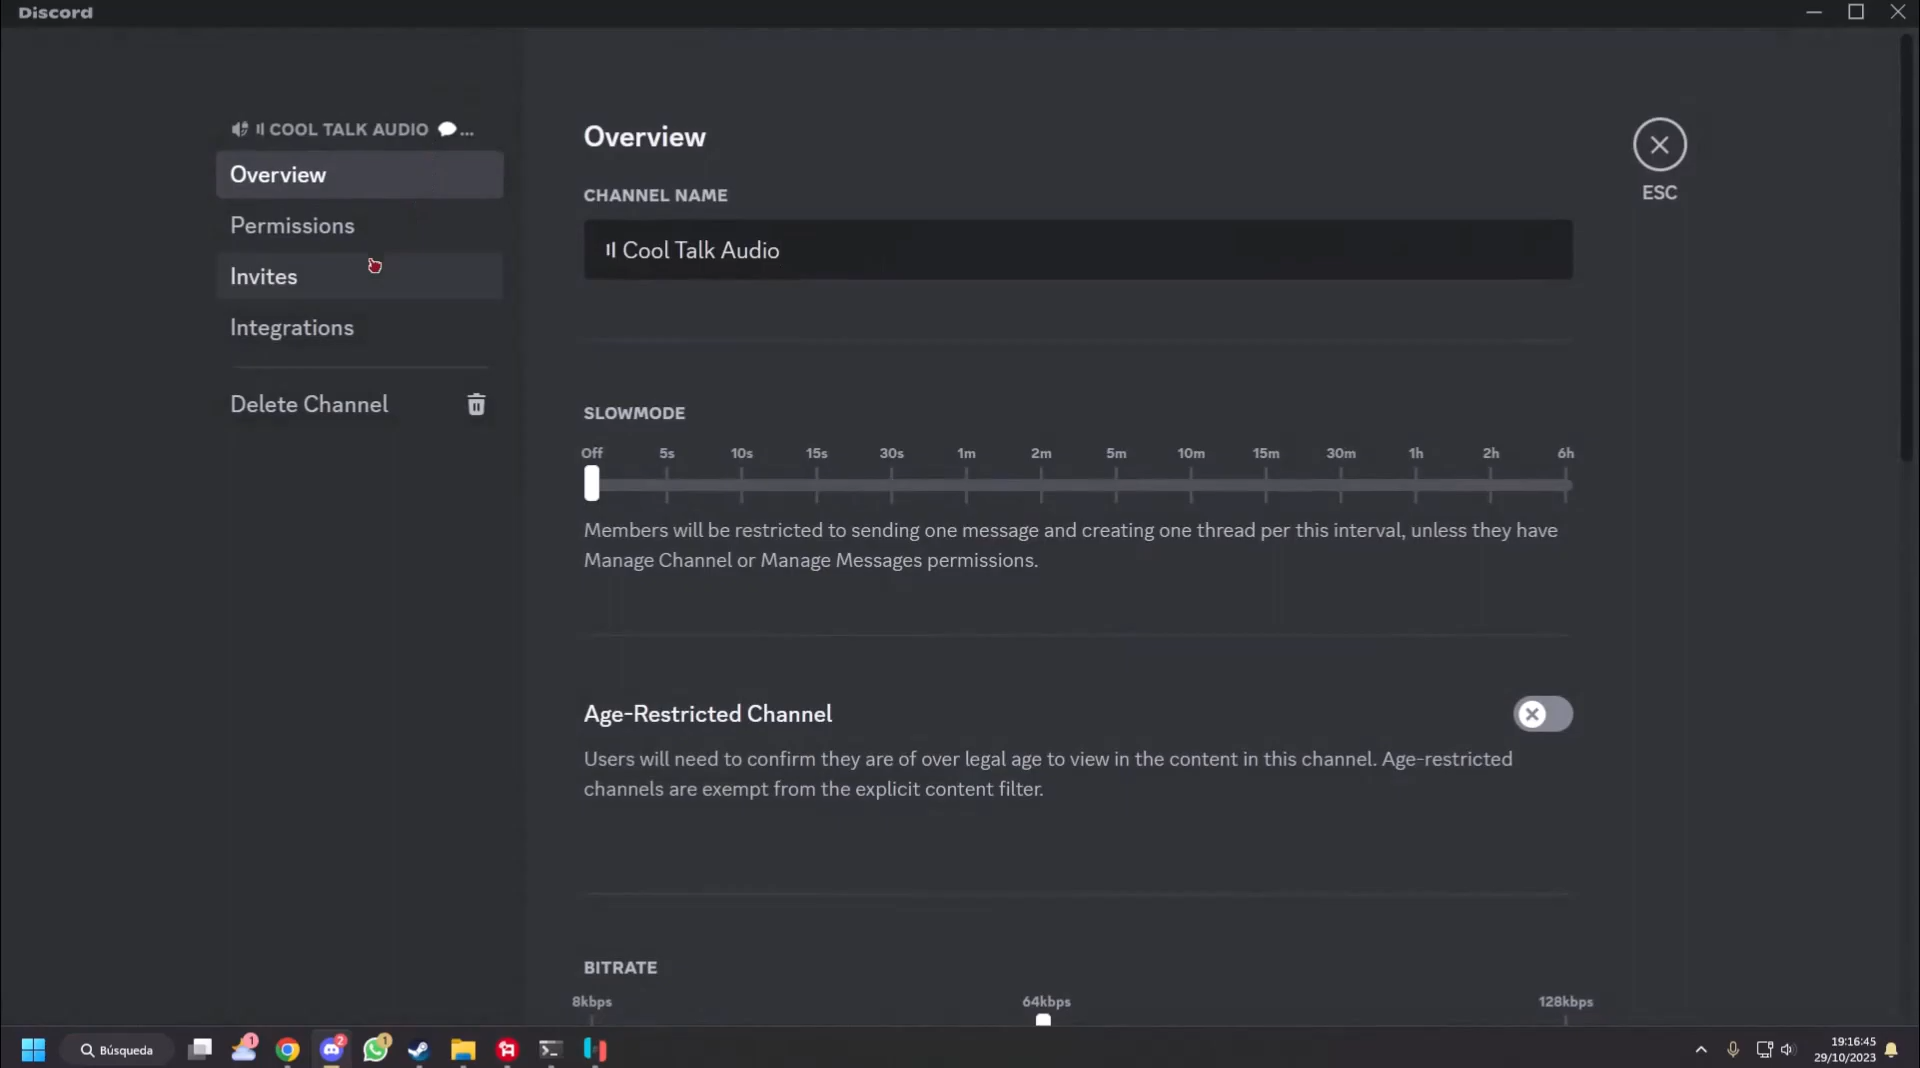 Discord
COOL TALK AUDIO 💬...
Overview
Permissions
Invites
Integrations
Delete Channel
Overview
CHANNEL NAME
Cool Talk Audio
ESC
SLOWMODE
Off 5s 10s 15s 30s 1m 2m 5m 10m 15m 30m 1h 2h 6h
Members will be restricted to sending one message and creating one thread per this interval, unless they have
Manage Channel or Manage Messages permissions.
Age-Restricted Channel
Users will need to confirm they are of over legal age to view in the content in this channel. Age-restricted
channels are exempt from the explicit content filter.
BITRATE
8kbps 64kbps 128kbps
Búsqueda
1
2
1
19:16:45
29/10/2023